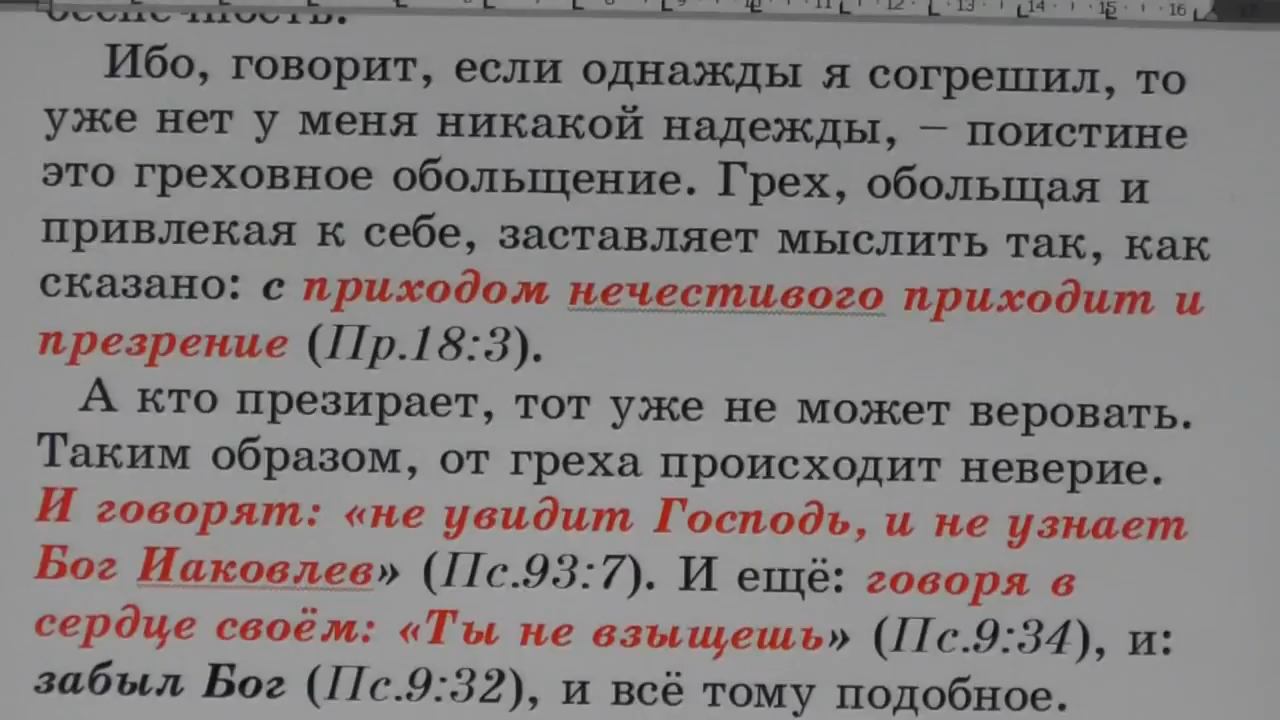 Ибо, говорит, если однажды я согрешил, то
уже нет у меня никакой надежды, – поистине
это греховное обольщение. Грех, обольщая и
привлекая к себе, заставляет мыслить так, как
сказано: с приходом нечестивого приходит и
презрение (Пр.18:3).
А кто презирает, тот уже не может веровать.
Таким образом, от греха происходит неверие.
И говорят: «не увидит Господь, и не узнает
Бог Иаковлев» (Пс.93:7). И ещё: говоря в
сердце своём: «Ты не взыщешь» (Пс.9:34), и:
забыл Бог (Пс.9:32), и всё тому подобное.